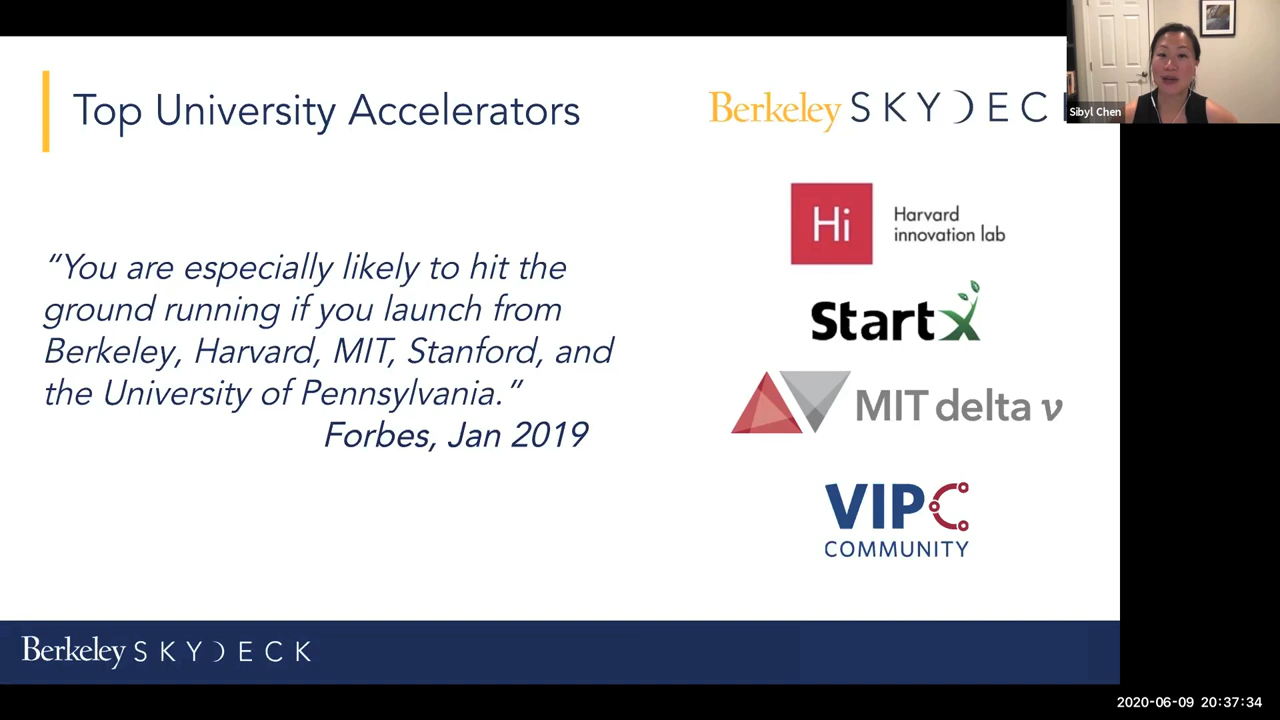 Top University Accelerators
Berkeley SKYDECK
Sibyl Chen
Hi
Harvard
innovation lab
StartX
MIT delta v
VIPC
COMMUNITY
“You are especially likely to hit the
ground running if you launch from
Berkeley, Harvard, MIT, Stanford, and
the University of Pennsylvania.”
Forbes, Jan 2019
Berkeley SKYDECK
2020-06-09 20:37:34